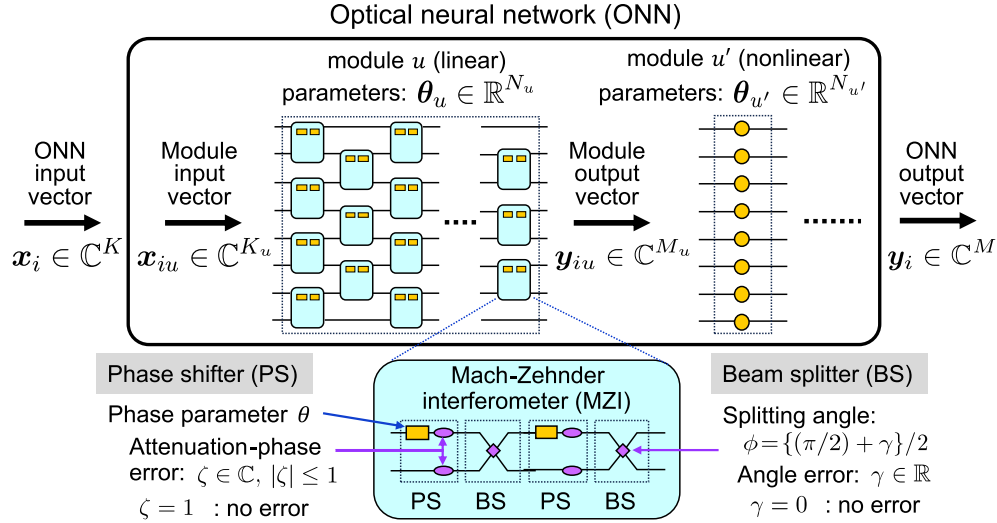 Optical neural network (ONN)
module u (linear)
parameters: θ_u ∈ ℝ^{N_u}
module u′ (nonlinear)
parameters: θ_{u′} ∈ ℝ^{N_{u′}}
ONN
input
vector
x_i ∈ ℂ^K
Module
input
vector
x_{iu} ∈ ℂ^{K_u}
Module
output
vector
y_{iu} ∈ ℂ^{M_u}
ONN
output
vector
y_i ∈ ℂ^M
Phase shifter (PS)
Phase parameter θ
Attenuation-phase
error: ζ ∈ ℂ, |ζ| ≤ 1
ζ = 1 : no error
Mach-Zehnder
interferometer (MZI)
PS BS PS BS
Beam splitter (BS)
Splitting angle:
ϕ = {(π/2) + γ}/2
Angle error: γ ∈ ℝ
γ = 0 : no error